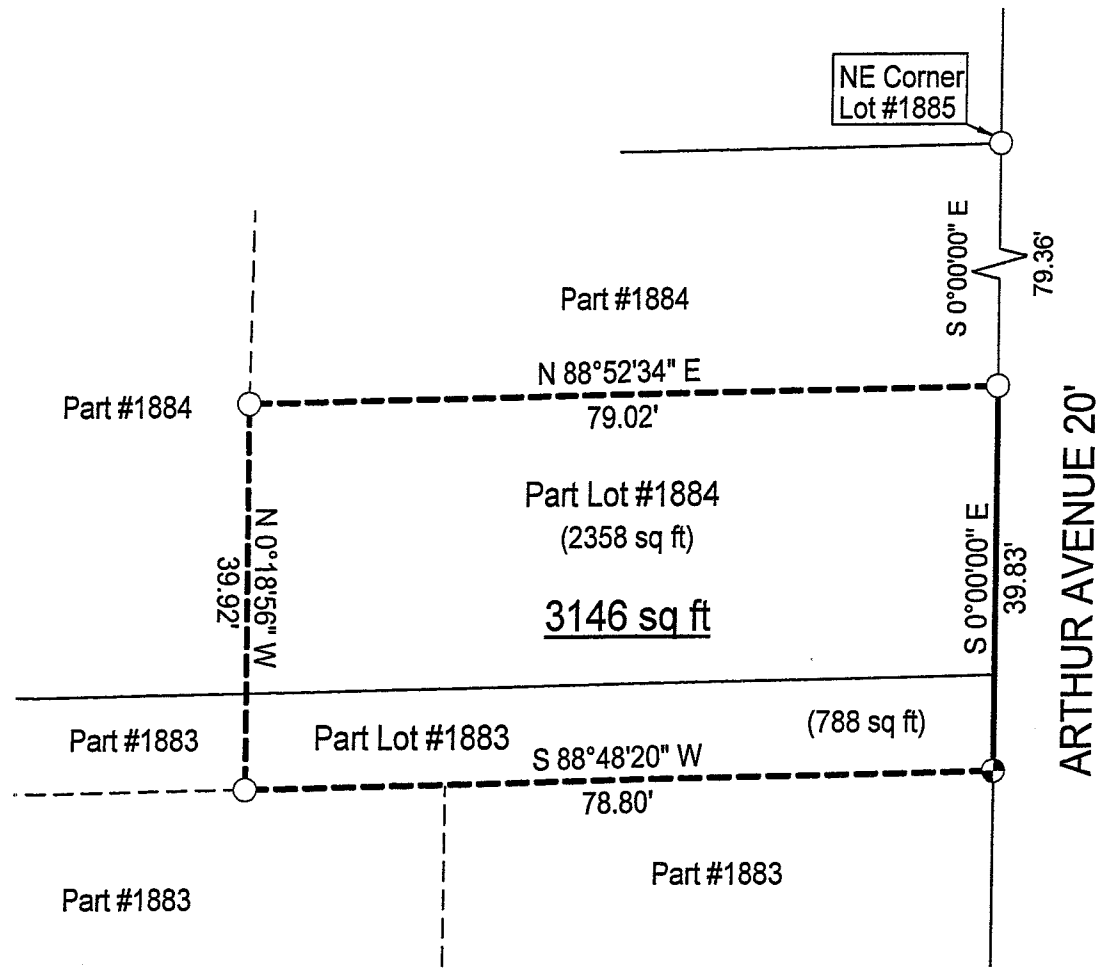 NE Corner
Lot #1885
S 0°00'00" E
79.36'
Part #1884
N 88°52'34" E
79.02'
Part #1884
Part Lot #1884
(2358 sq ft)
3146 sq ft
N 0°18'56" W
39.92'
S 0°00'00" E
39.83'
ARTHUR AVENUE 20'
Part #1883
Part Lot #1883
(788 sq ft)
S 88°48'20" W
78.80'
Part #1883
Part #1883